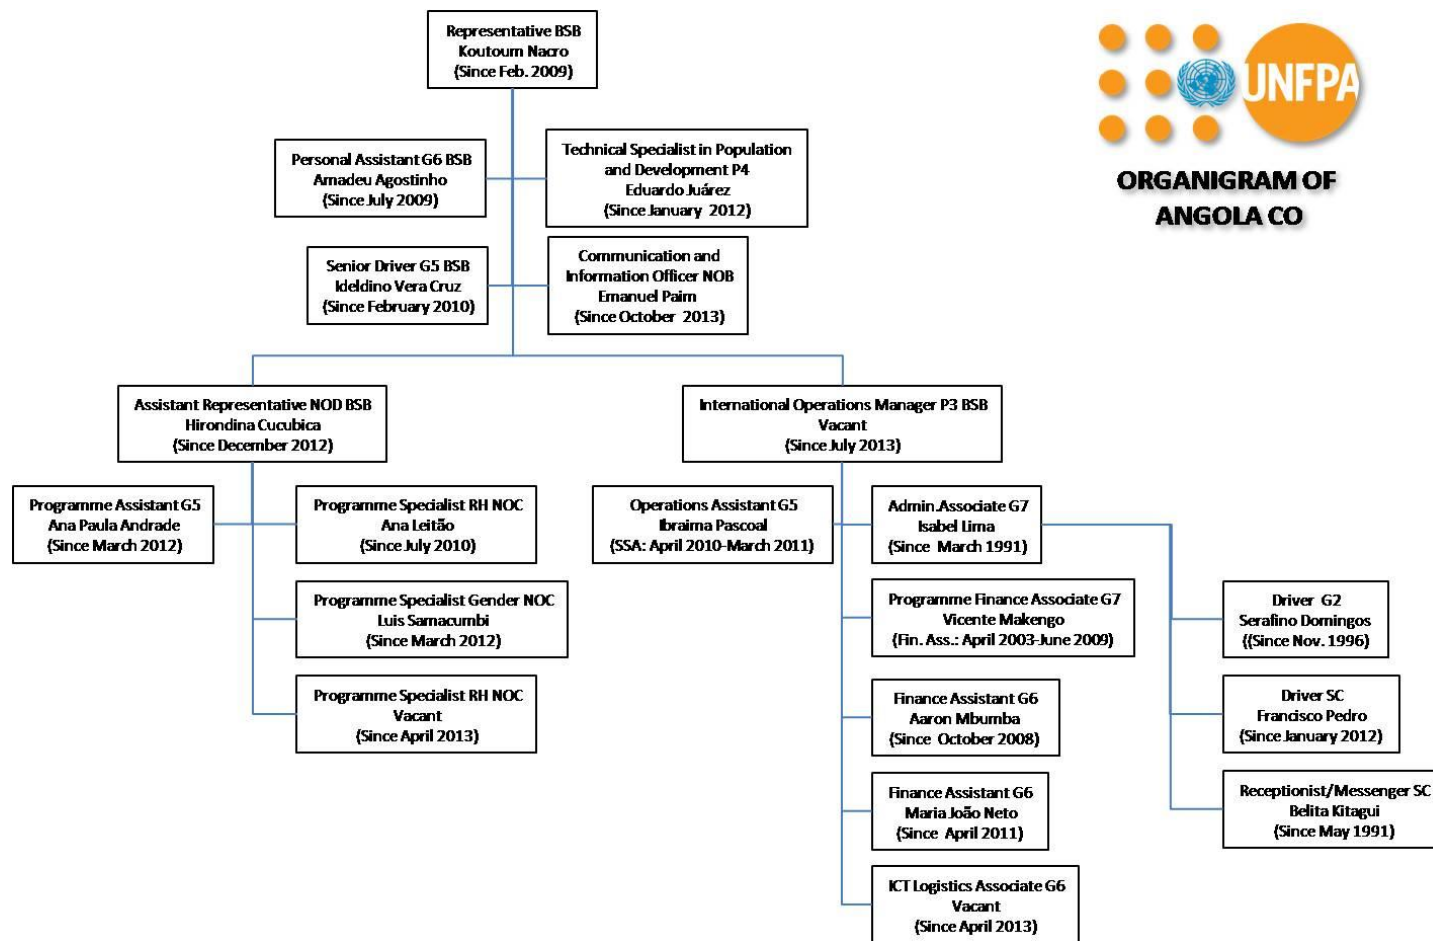 Representative BSB
Koutoum Nacro
(Since Feb. 2009)
UNFPA
ORGANIGRAM OF
ANGOLA CO
Personal Assistant G6 BSB
Amadeu Agostinho
(Since July 2009)
Technical Specialist in Population
and Development P4
Eduardo Juárez
(Since January 2012)
Senior Driver G5 BSB
Ideldino Vera Cruz
(Since February 2010)
Communication and
Information Officer NOB
Emanuel Paim
(Since October 2013)
Assistant Representative NOD BSB
Hirondina Cucubica
(Since December 2012)
International Operations Manager P3 BSB
Vacant
(Since July 2013)
Programme Assistant G5
Ana Paula Andrade
(Since March 2012)
Programme Specialist RH NOC
Ana Leitão
(Since July 2010)
Operations Assistant G5
Ibraima Pascoal
(SSA: April 2010-March 2011)
Admin.Associate G7
Isabel Lima
(Since March 1991)
Programme Specialist Gender NOC
Luis Samacumbi
(Since March 2012)
Programme Finance Associate G7
Vicente Makengo
(Fin. Ass.: April 2003-June 2009)
Driver G2
Serafino Domingos
((Since Nov. 1996)
Programme Specialist RH NOC
Vacant
(Since April 2013)
Finance Assistant G6
Aaron Mbumba
(Since October 2008)
Driver SC
Francisco Pedro
(Since January 2012)
Finance Assistant G6
Maria João Neto
(Since April 2011)
Receptionist/Messenger SC
Belita Kitagui
(Since May 1991)
ICT Logistics Associate G6
Vacant
(Since April 2013)